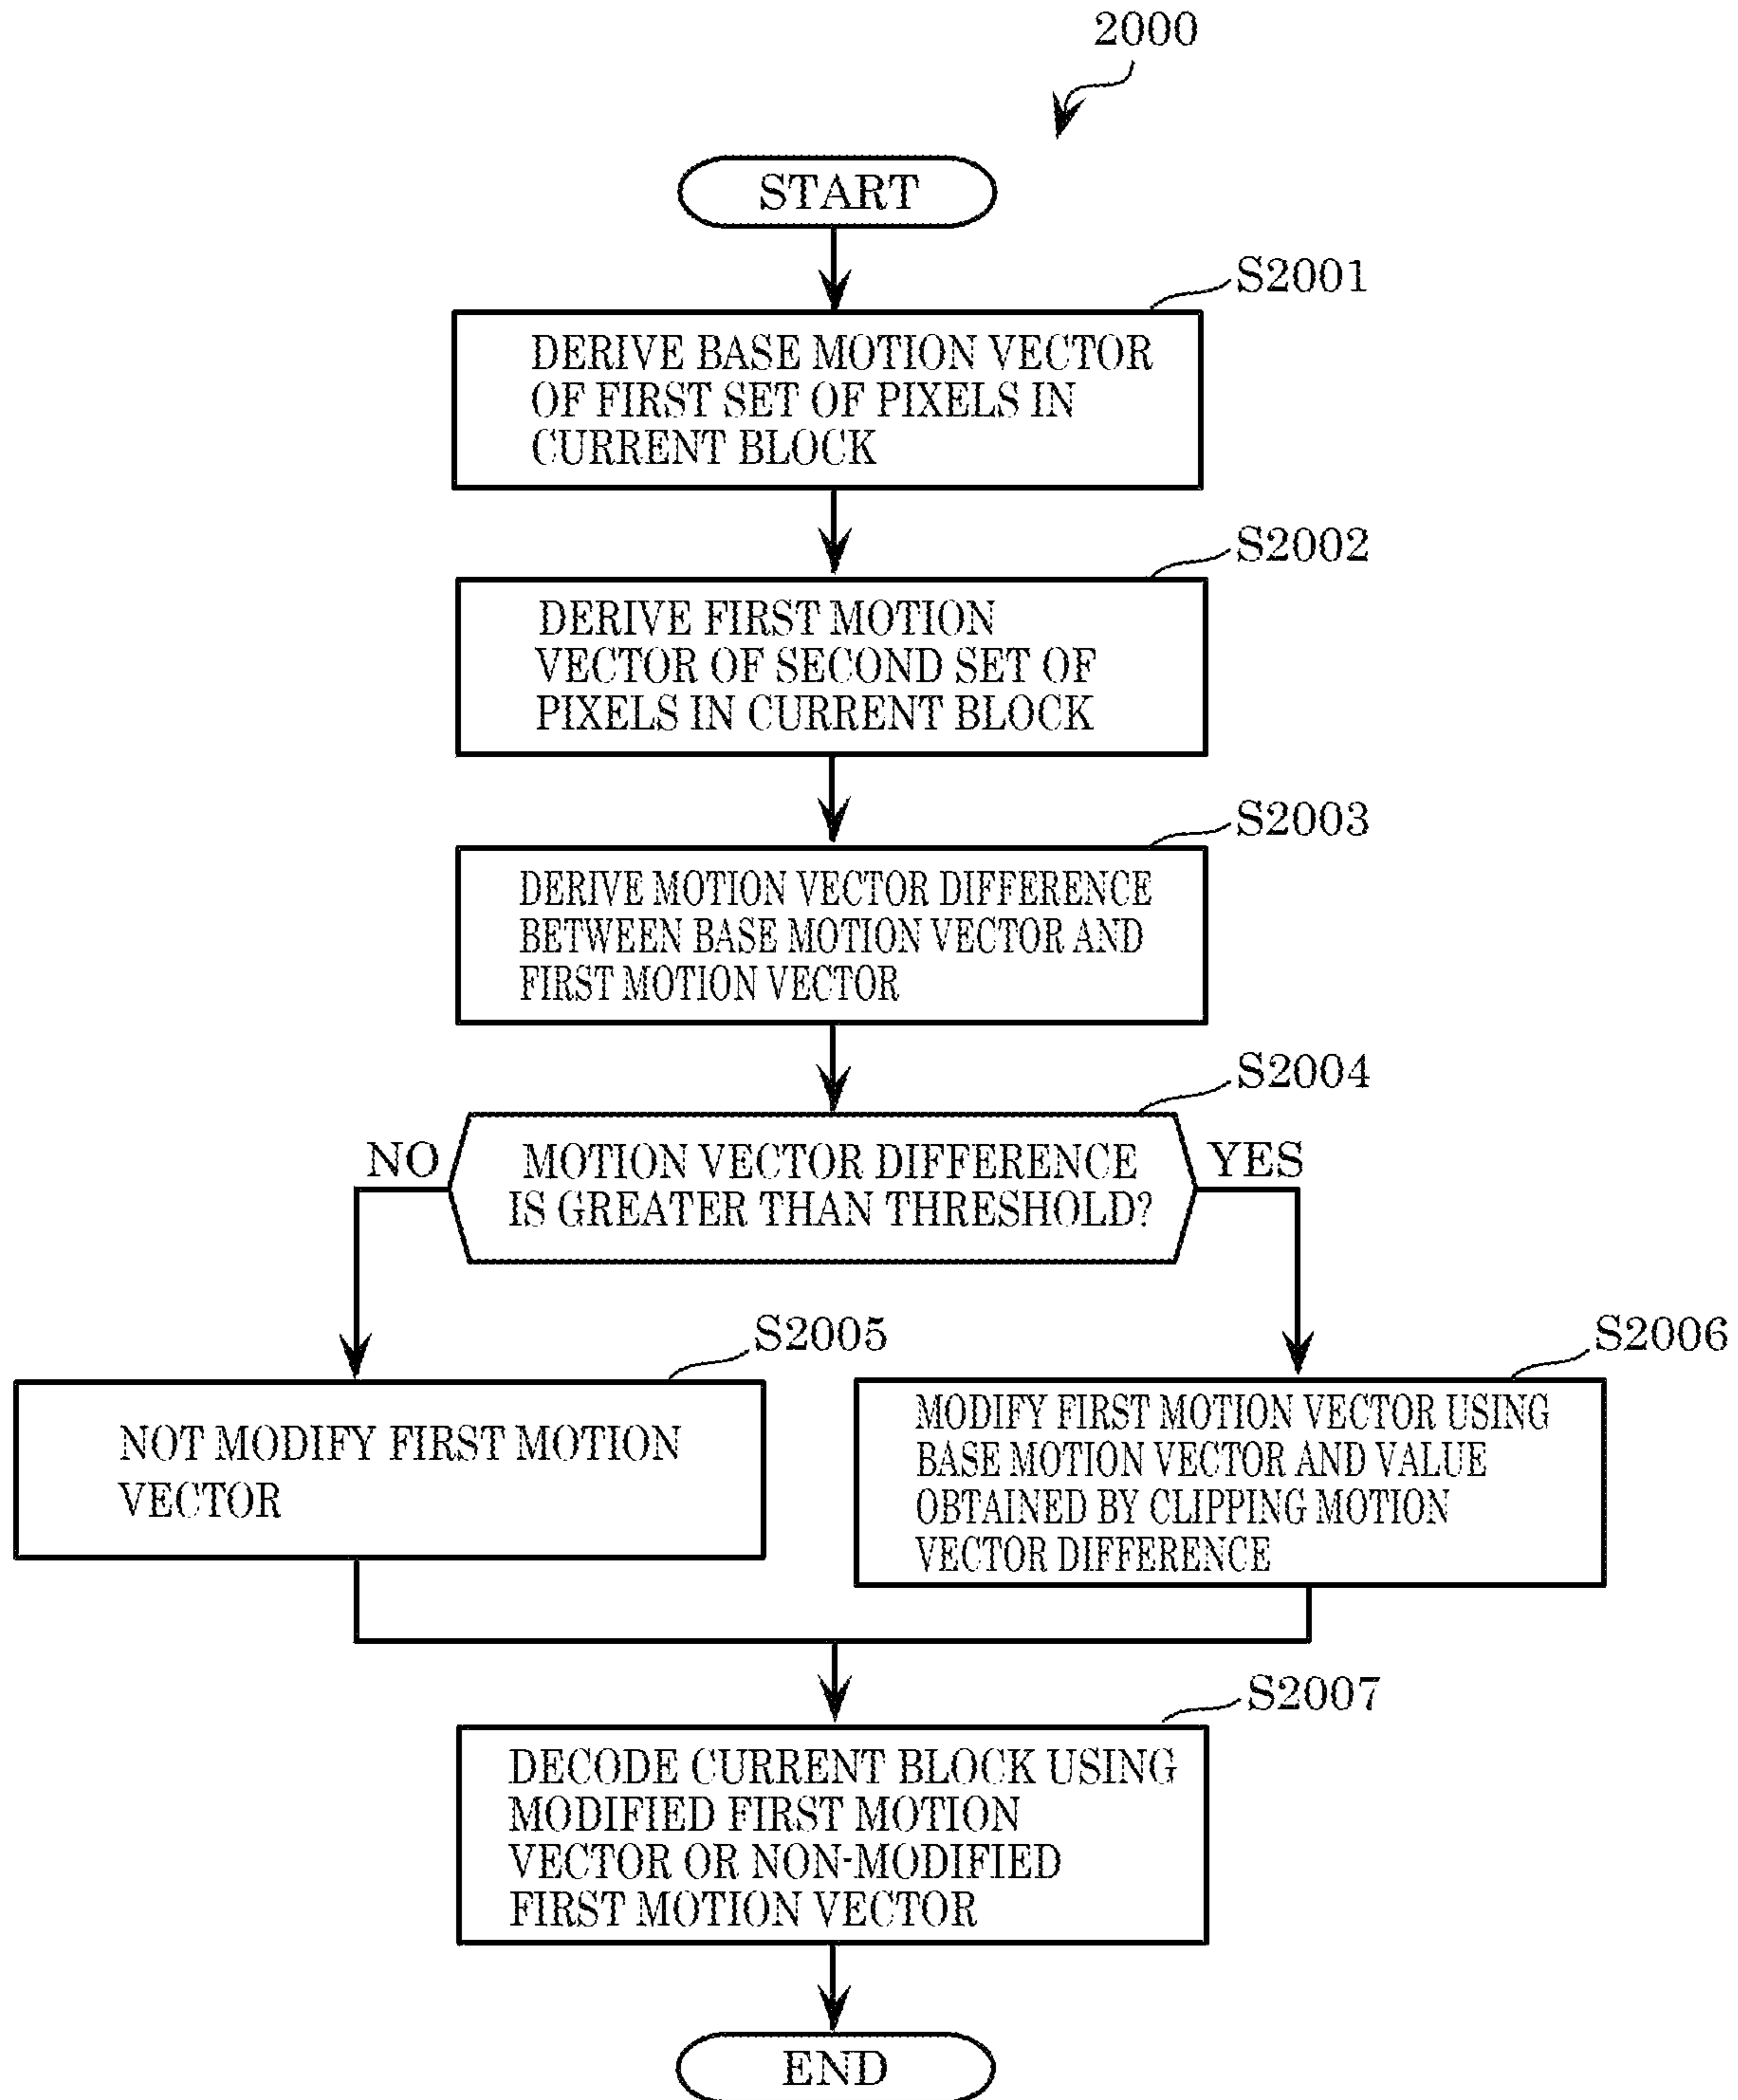 2000
START
S2001
DERIVE BASE MOTION VECTOR
OF FIRST SET OF PIXELS IN
CURRENT BLOCK
S2002
DERIVE FIRST MOTION
VECTOR OF SECOND SET OF
PIXELS IN CURRENT BLOCK
S2003
DERIVE MOTION VECTOR DIFFERENCE
BETWEEN BASE MOTION VECTOR AND
FIRST MOTION VECTOR
S2004
NO
MOTION VECTOR DIFFERENCE
IS GREATER THAN THRESHOLD?
YES
S2005
NOT MODIFY FIRST MOTION
VECTOR
S2006
MODIFY FIRST MOTION VECTOR USING
BASE MOTION VECTOR AND VALUE
OBTAINED BY CLIPPING MOTION
VECTOR DIFFERENCE
S2007
DECODE CURRENT BLOCK USING
MODIFIED FIRST MOTION
VECTOR OR NON-MODIFIED
FIRST MOTION VECTOR
END